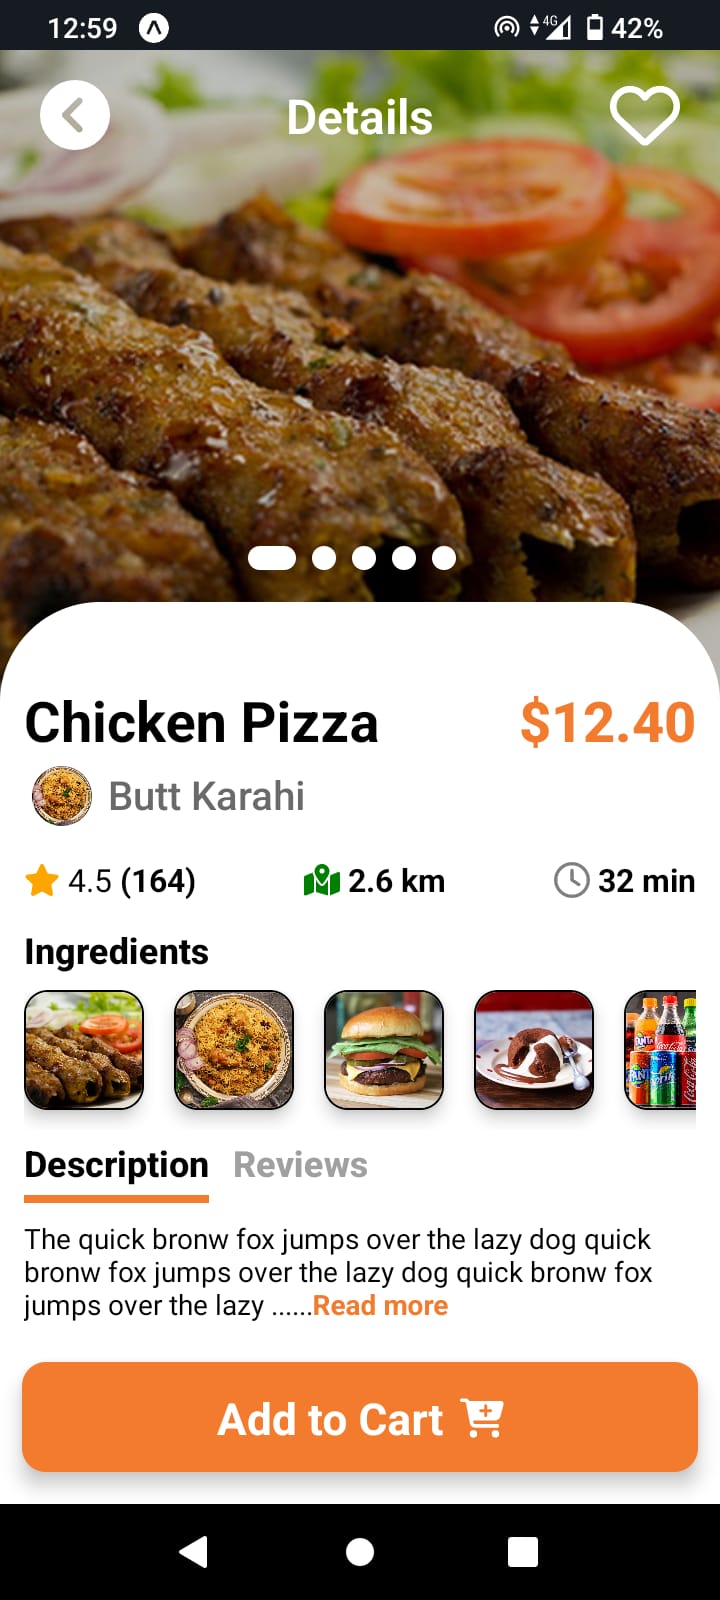 12:59 4G 42%
Details
Chicken Pizza $12.40
Butt Karahi
4.5 (164) 2.6 km 32 min
Ingredients
Description Reviews
The quick bronw fox jumps over the lazy dog quick
bronw fox jumps over the lazy dog quick bronw fox
jumps over the lazy ......Read more
Add to Cart